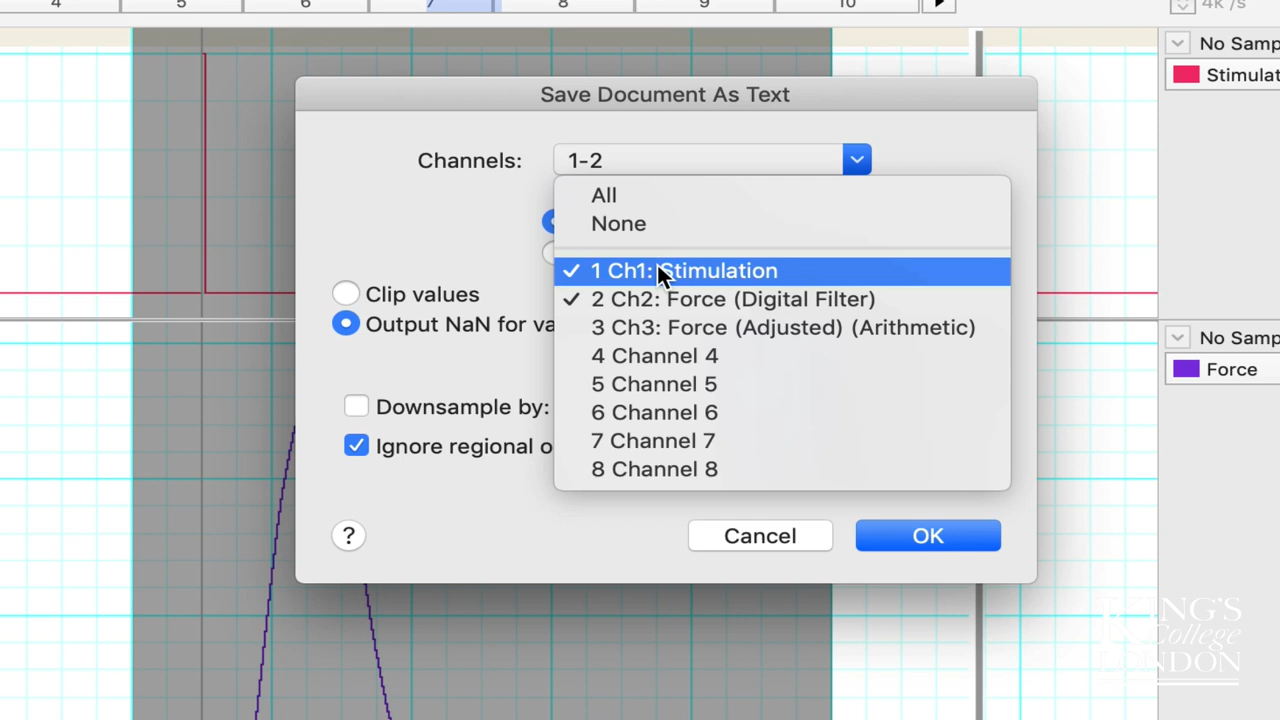 4 5 6 7 8 9 10
4k /s
Save Document As Text
No Samp
Stimulat
Channels: 1-2
All
None
1 Ch1: Stimulation
Clip values
2 Ch2: Force (Digital Filter)
Output NaN for va
3 Ch3: Force (Adjusted) (Arithmetic)
No Samp
4 Channel 4
Force
5 Channel 5
Downsample by:
6 Channel 6
Ignore regional o
7 Channel 7
8 Channel 8
?
Cancel
OK
KING'S
College
LONDON